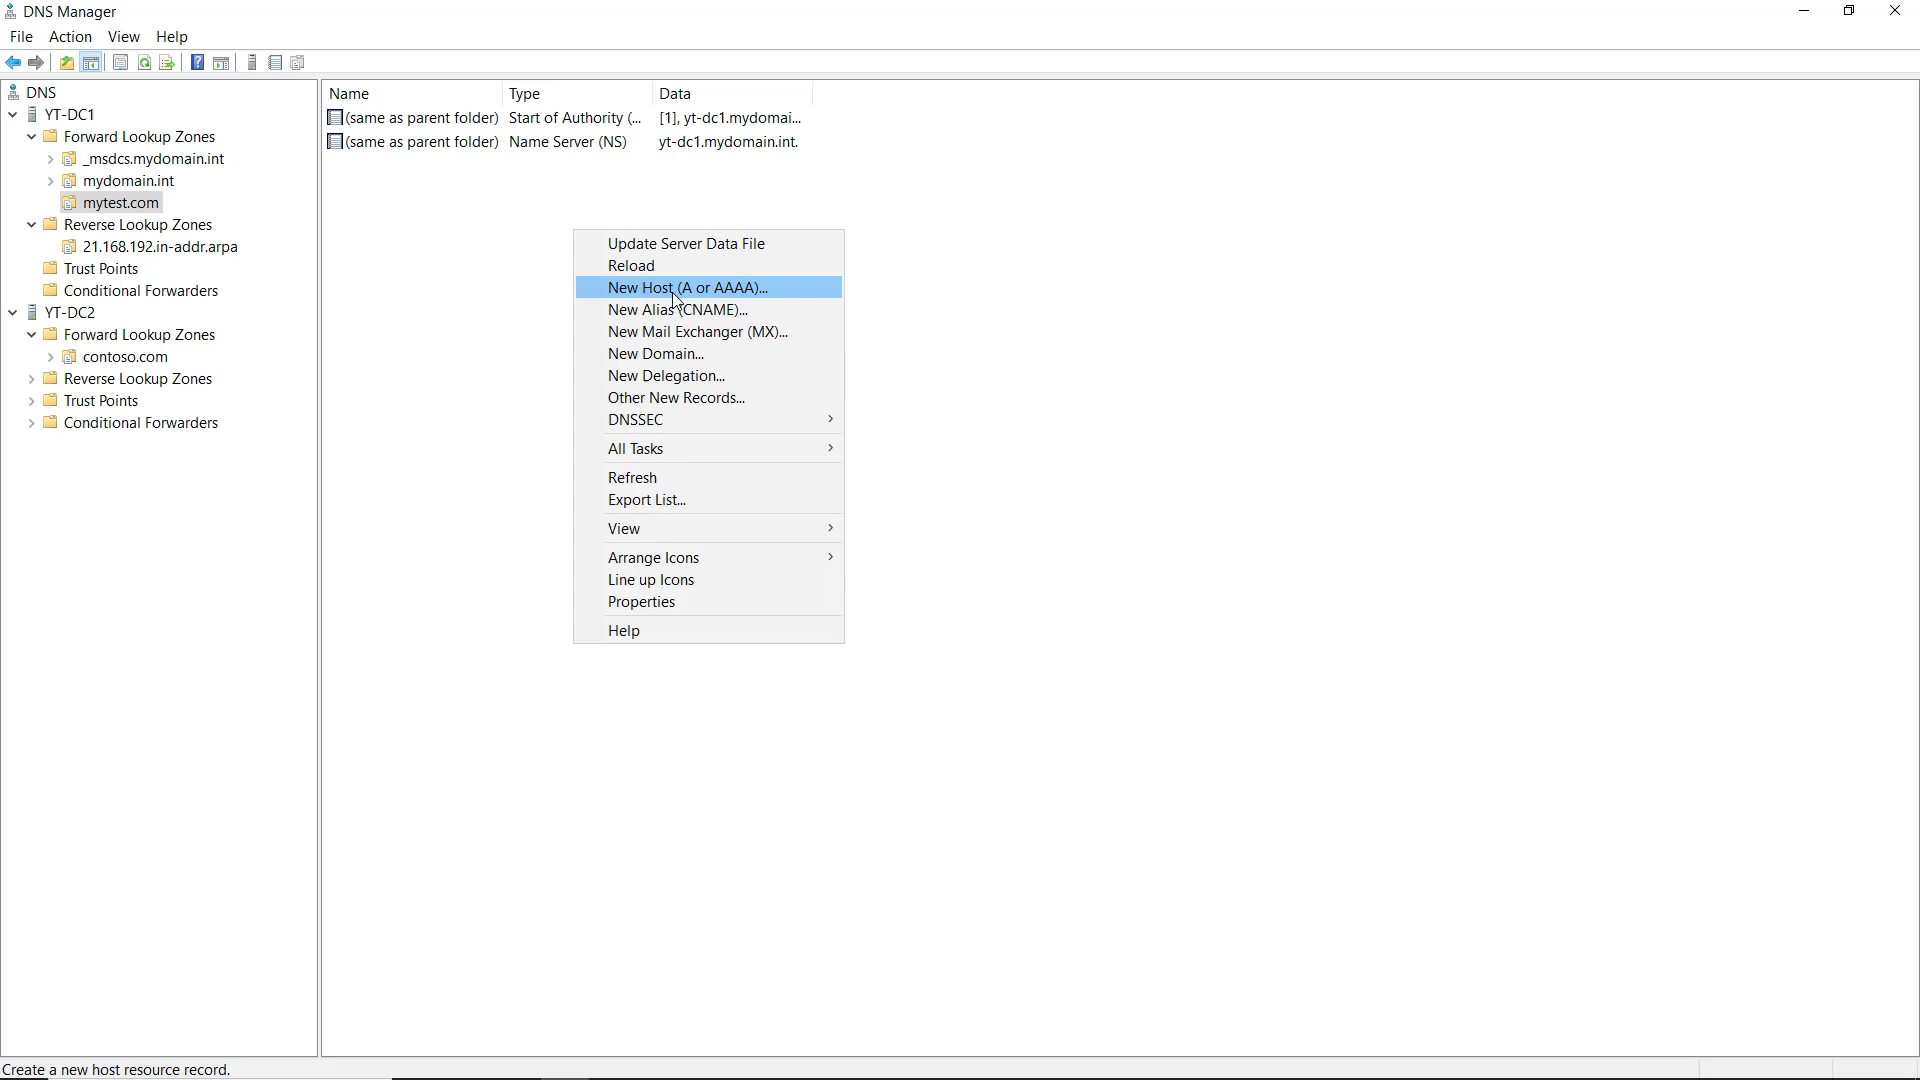 DNS Manager
File Action View Help
DNS
YT-DC1
Forward Lookup Zones
_msdcs.mydomain.int
mydomain.int
mytest.com
Reverse Lookup Zones
21.168.192.in-addr.arpa
Trust Points
Conditional Forwarders
YT-DC2
Forward Lookup Zones
contoso.com
Reverse Lookup Zones
Trust Points
Conditional Forwarders
Name Type Data
(same as parent folder) Start of Authority (... [1], yt-dc1.mydomai...
(same as parent folder) Name Server (NS) yt-dc1.mydomain.int.
Update Server Data File
Reload
New Host (A or AAAA)...
New Alias (CNAME)...
New Mail Exchanger (MX)...
New Domain...
New Delegation...
Other New Records...
DNSSEC
All Tasks
Refresh
Export List...
View
Arrange Icons
Line up Icons
Properties
Help
Create a new host resource record.